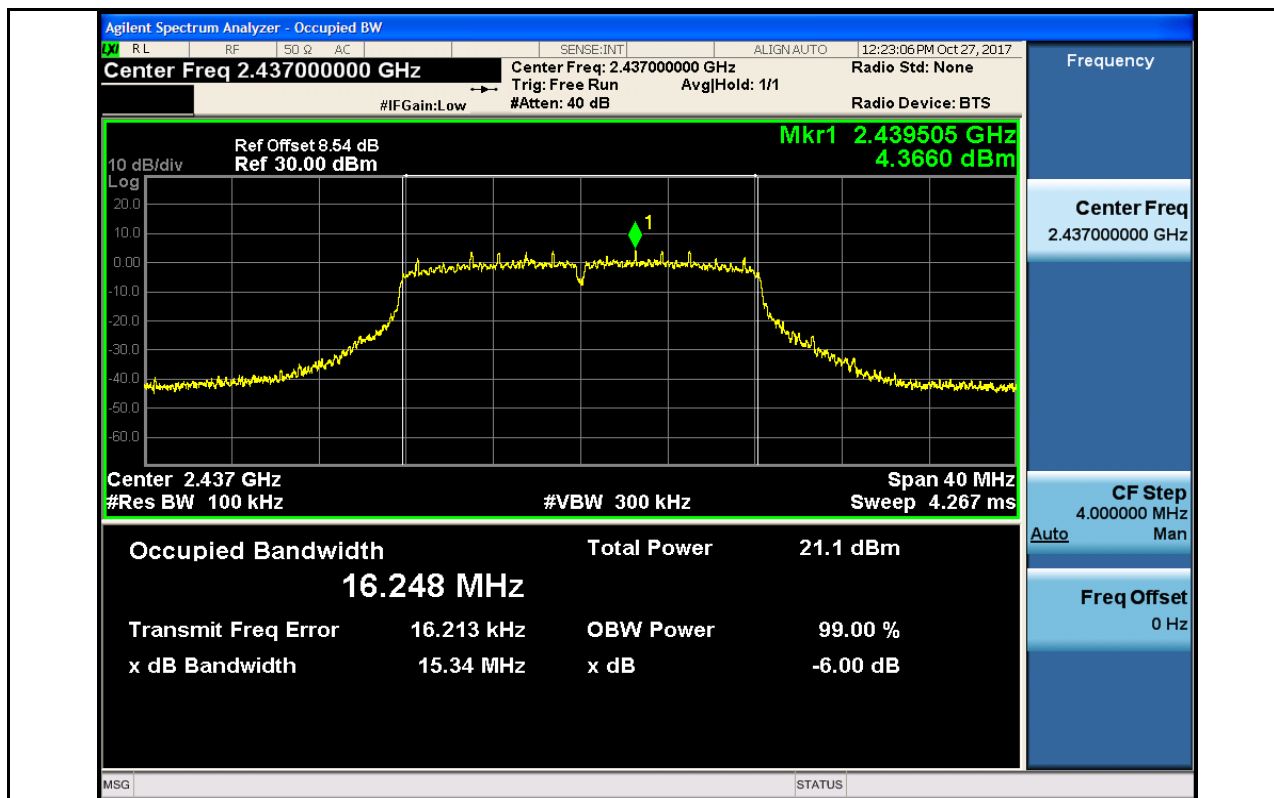 Agilent Spectrum Analyzer - Occupied BW
LXI RL RF 50 Ω AC SENSE:INT ALIGN AUTO 12:23:06 PM Oct 27, 2017
Center Freq 2.437000000 GHz
#IFGain:Low
Center Freq: 2.437000000 GHz
Trig: Free Run Avg|Hold: 1/1
#Atten: 40 dB
Radio Std: None
Radio Device: BTS
Mkr1 2.439505 GHz
4.3660 dBm
Ref Offset 8.54 dB
10 dB/div Ref 30.00 dBm
Log
20.0
10.0
0.00
-10.0
-20.0
-30.0
-40.0
-50.0
-60.0
1
Center 2.437 GHz Span 40 MHz
#Res BW 100 kHz #VBW 300 kHz Sweep 4.267 ms
Occupied Bandwidth Total Power 21.1 dBm
16.248 MHz
Transmit Freq Error 16.213 kHz OBW Power 99.00 %
x dB Bandwidth 15.34 MHz x dB -6.00 dB
MSG STATUS
Frequency
Center Freq
2.437000000 GHz
CF Step
4.000000 MHz
Auto Man
Freq Offset
0 Hz